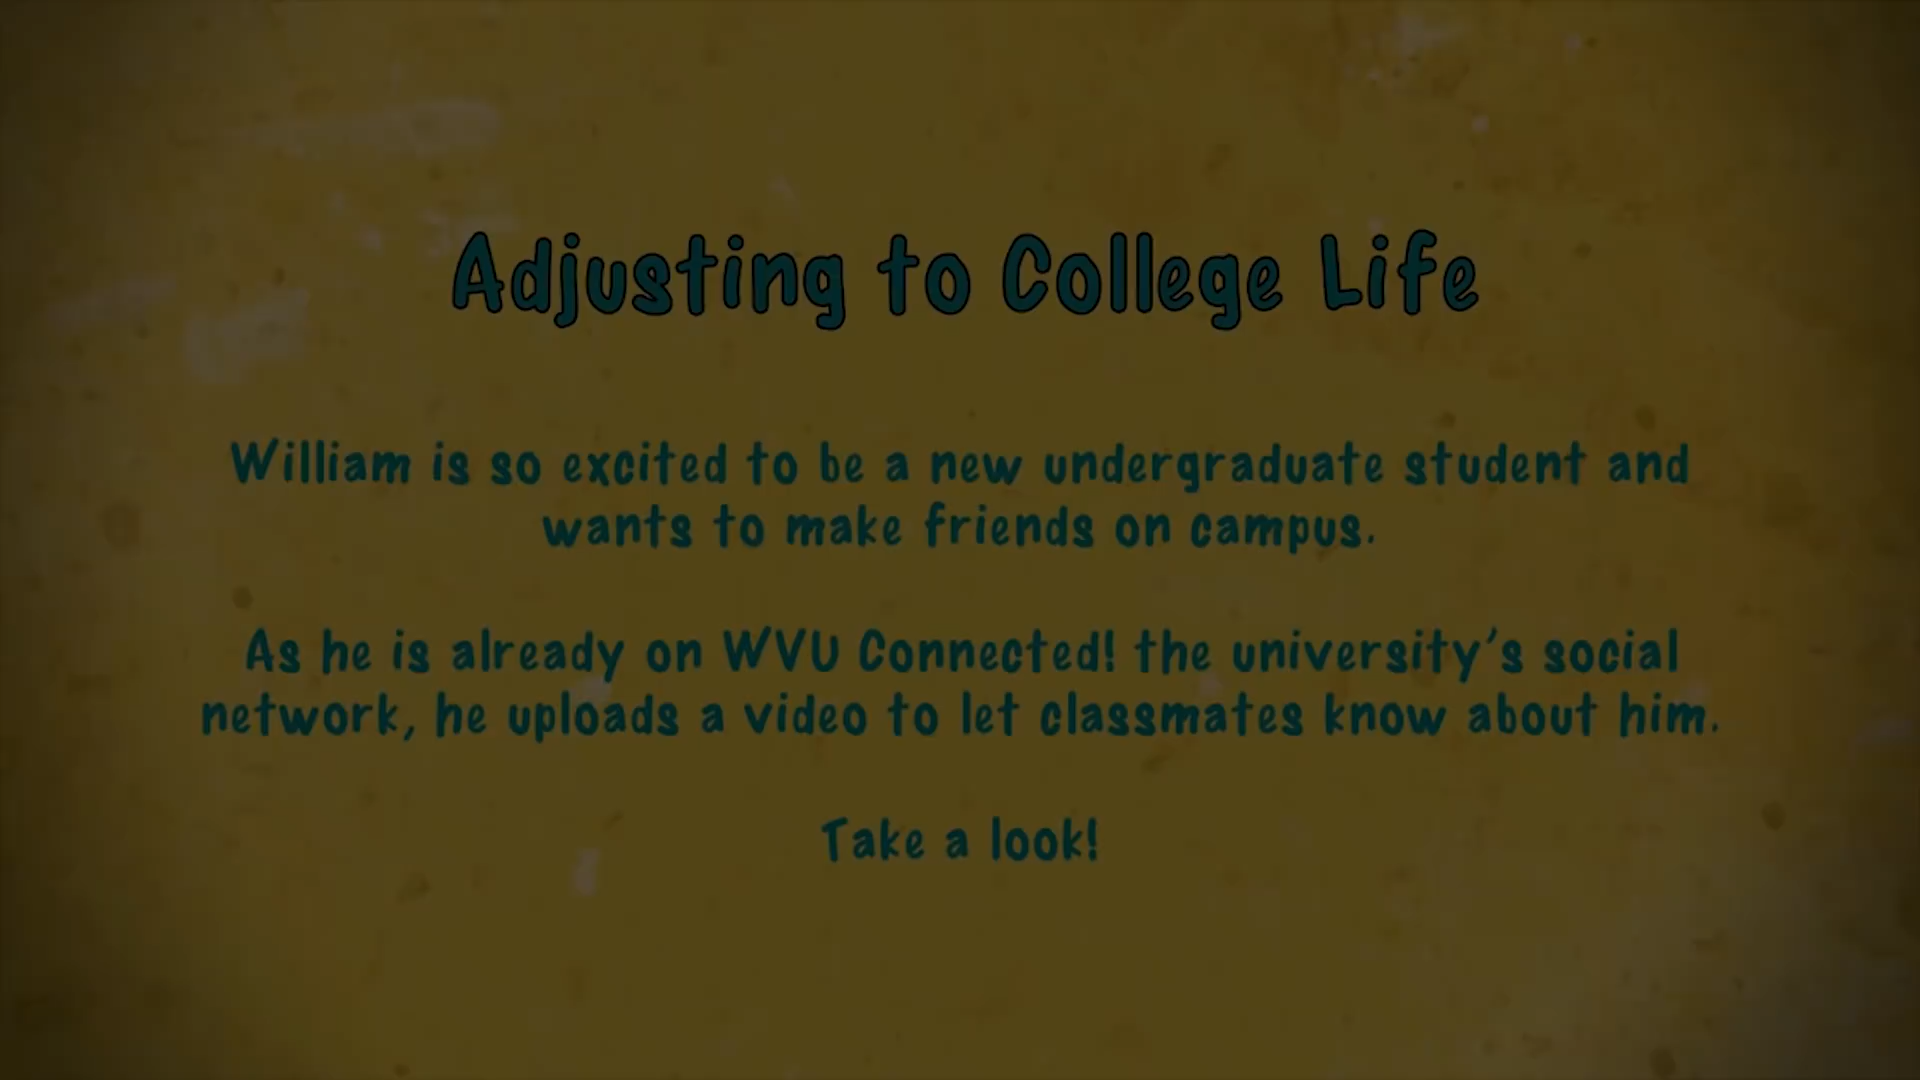 Adjusting to College Life
William is so excited to be a new undergraduate student and
wants to make friends on campus.
As he is already on WVU Connected! the university’s social
network, he uploads a video to let classmates know about him.
Take a look!